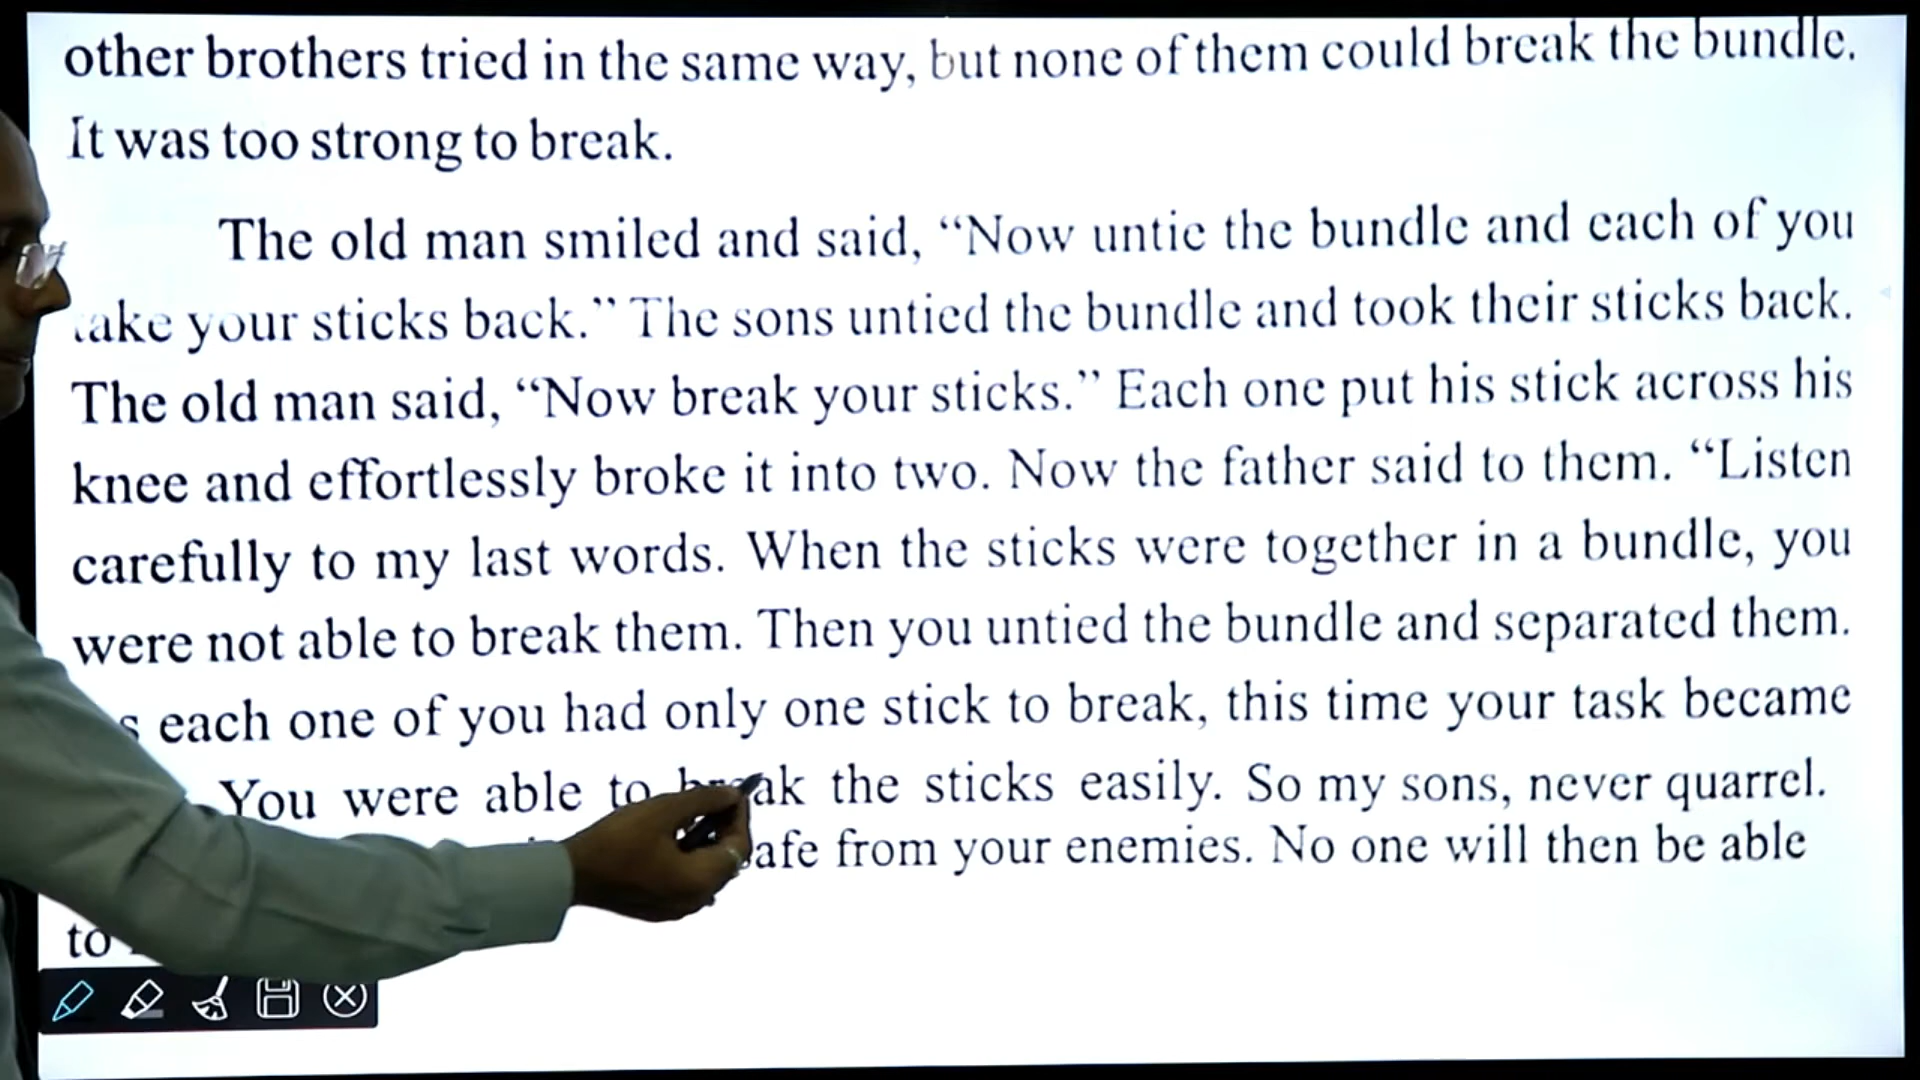 other brothers tried in the same way, but none of them could break the bundle.
It was too strong to break.
The old man smiled and said, “Now untie the bundle and each of you
take your sticks back.” The sons untied the bundle and took their sticks back.
The old man said, “Now break your sticks.” Each one put his stick across his
knee and effortlessly broke it into two. Now the father said to them. “Listen
carefully to my last words. When the sticks were together in a bundle, you
were not able to break them. Then you untied the bundle and separated them.
each one of you had only one stick to break, this time your task became
You were able to break the sticks easily. So my sons, never quarrel.
safe from your enemies. No one will then be able
to